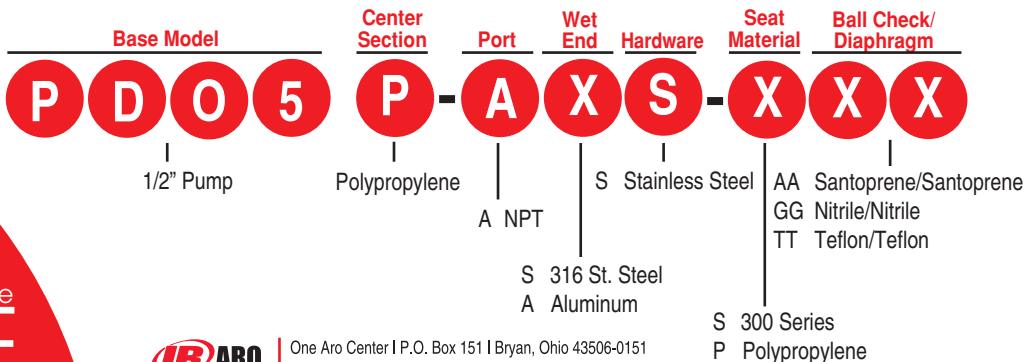 Base Model
Center Section
Port
Wet End
Hardware
Seat Material
Ball Check/ Diaphragm
P D O 5 P - A X S - X X X
1/2” Pump
Polypropylene
A NPT
S 316 St. Steel
A Aluminum
S Stainless Steel
S 300 Series
P Polypropylene
AA Santoprene/Santoprene
GG Nitrile/Nitrile
TT Teflon/Teflon
IR ARO
One Aro Center I P.O. Box 151 I Bryan, Ohio 43506-0151